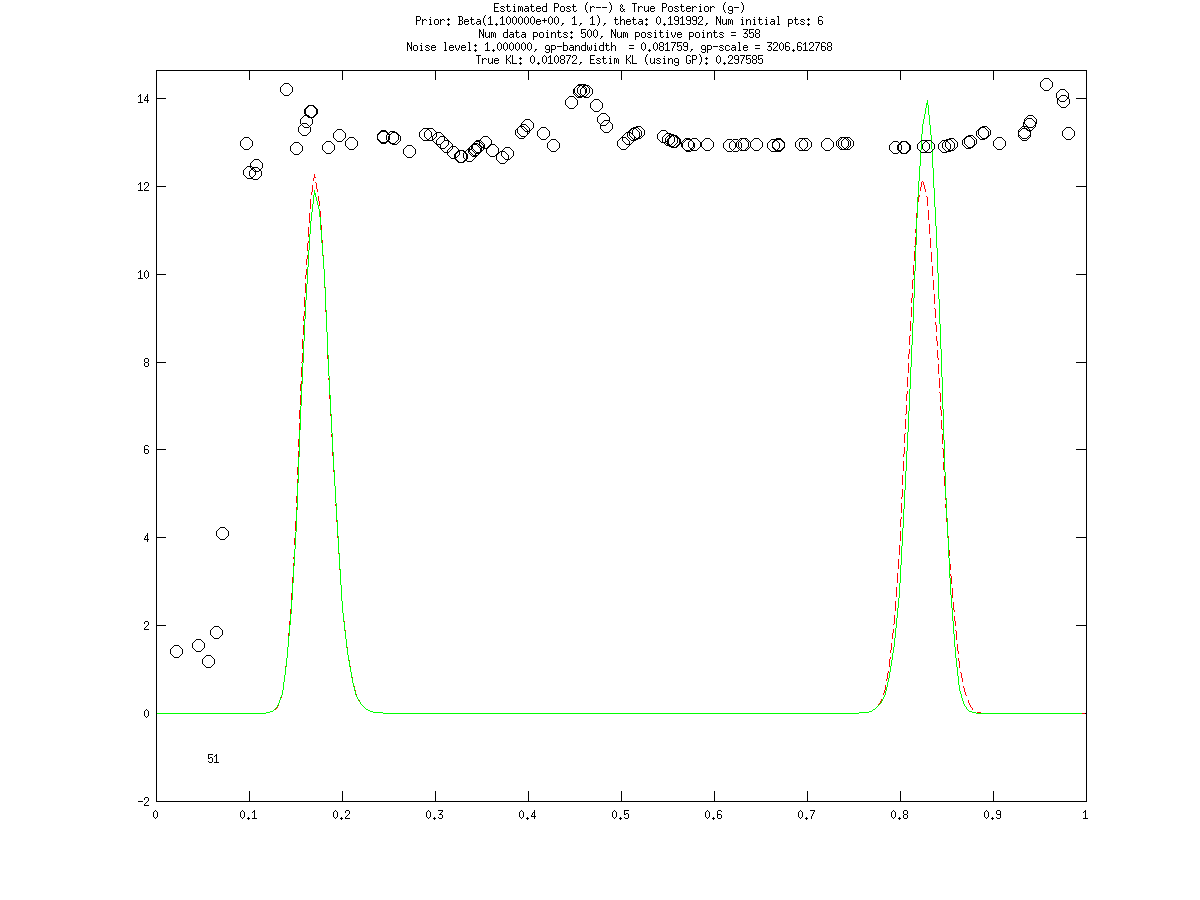 Estimated Post (r--) & True Posterior (g-)
Prior: Beta(1.100000e+00, 1, 1), theta: 0.191992, Num initial pts: 6
Num data points: 500, Num positive points = 358
Noise level: 1.000000, gp-bandwidth  = 0.081759, gp-scale = 3206.612768
True KL: 0.010872, Estim KL (using GP): 0.297585
14
12
10
8
6
4
2
0
51
-2
0 0.1 0.2 0.3 0.4 0.5 0.6 0.7 0.8 0.9 1